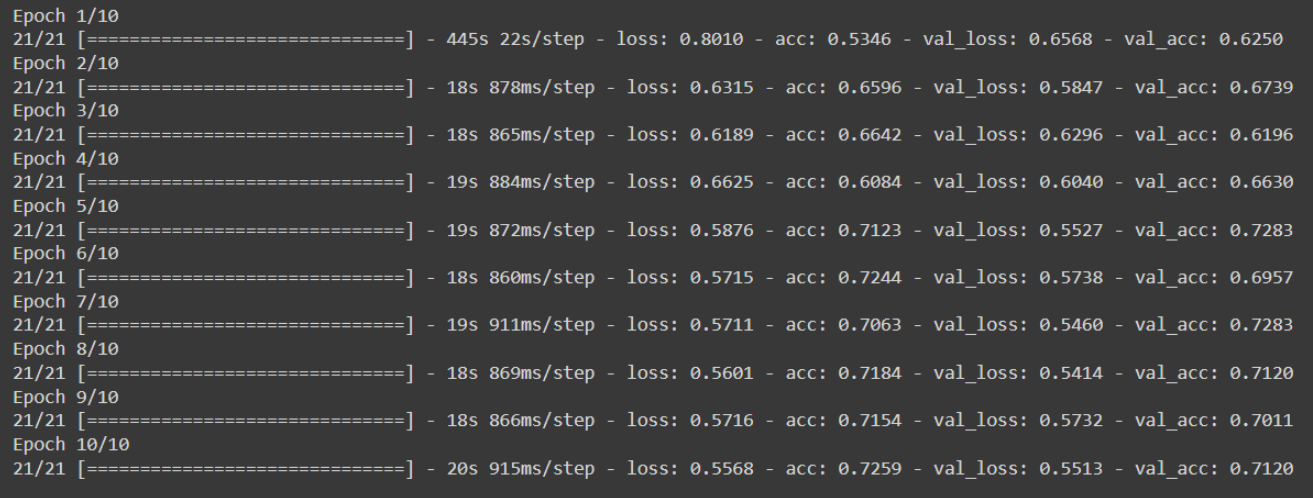 Epoch 1/10
21/21 [==============================] - 445s 22s/step - loss: 0.8010 - acc: 0.5346 - val_loss: 0.6568 - val_acc: 0.6250
Epoch 2/10
21/21 [==============================] - 18s 878ms/step - loss: 0.6315 - acc: 0.6596 - val_loss: 0.5847 - val_acc: 0.6739
Epoch 3/10
21/21 [==============================] - 18s 865ms/step - loss: 0.6189 - acc: 0.6642 - val_loss: 0.6296 - val_acc: 0.6196
Epoch 4/10
21/21 [==============================] - 19s 884ms/step - loss: 0.6625 - acc: 0.6084 - val_loss: 0.6040 - val_acc: 0.6630
Epoch 5/10
21/21 [==============================] - 19s 872ms/step - loss: 0.5876 - acc: 0.7123 - val_loss: 0.5527 - val_acc: 0.7283
Epoch 6/10
21/21 [==============================] - 18s 860ms/step - loss: 0.5715 - acc: 0.7244 - val_loss: 0.5738 - val_acc: 0.6957
Epoch 7/10
21/21 [==============================] - 19s 911ms/step - loss: 0.5711 - acc: 0.7063 - val_loss: 0.5460 - val_acc: 0.7283
Epoch 8/10
21/21 [==============================] - 18s 869ms/step - loss: 0.5601 - acc: 0.7184 - val_loss: 0.5414 - val_acc: 0.7120
Epoch 9/10
21/21 [==============================] - 18s 866ms/step - loss: 0.5716 - acc: 0.7154 - val_loss: 0.5732 - val_acc: 0.7011
Epoch 10/10
21/21 [==============================] - 20s 915ms/step - loss: 0.5568 - acc: 0.7259 - val_loss: 0.5513 - val_acc: 0.7120